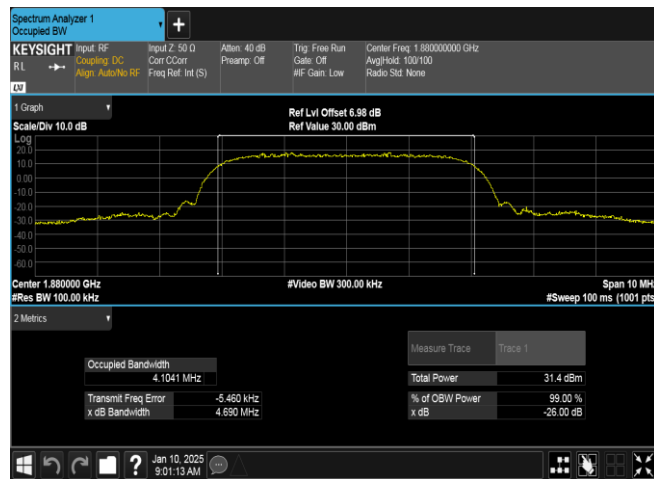 Spectrum Analyzer 1
Occupied BW
+
KEYSIGHT Input: RF Input Z: 50 Ω Atten: 40 dB Trig: Free Run Center Freq: 1.880000000 GHz
RL Coupling: DC Corr CCorr Preamp: Off Gate: Off Avg|Hold: 100/100
Align: Auto/No RF Freq Ref: Int (S) #IF Gain: Low Radio Std: None
LXI
1 Graph
Ref Lvl Offset 6.98 dB
Scale/Div 10.0 dB Ref Value 30.00 dBm
Log
20.0
10.0
0.00
-10.0
-20.0
-30.0
-40.0
-50.0
-60.0
Center 1.880000 GHz #Video BW 300.00 kHz Span 10 MH
#Res BW 100.00 kHz #Sweep 100 ms (1001 pts
2 Metrics
Measure Trace Trace 1
Occupied Bandwidth
4.1041 MHz Total Power 31.4 dBm
Transmit Freq Error -5.460 kHz % of OBW Power 99.00 %
x dB Bandwidth 4.690 MHz x dB -26.00 dB
? Jan 10, 2025
9:01:13 AM